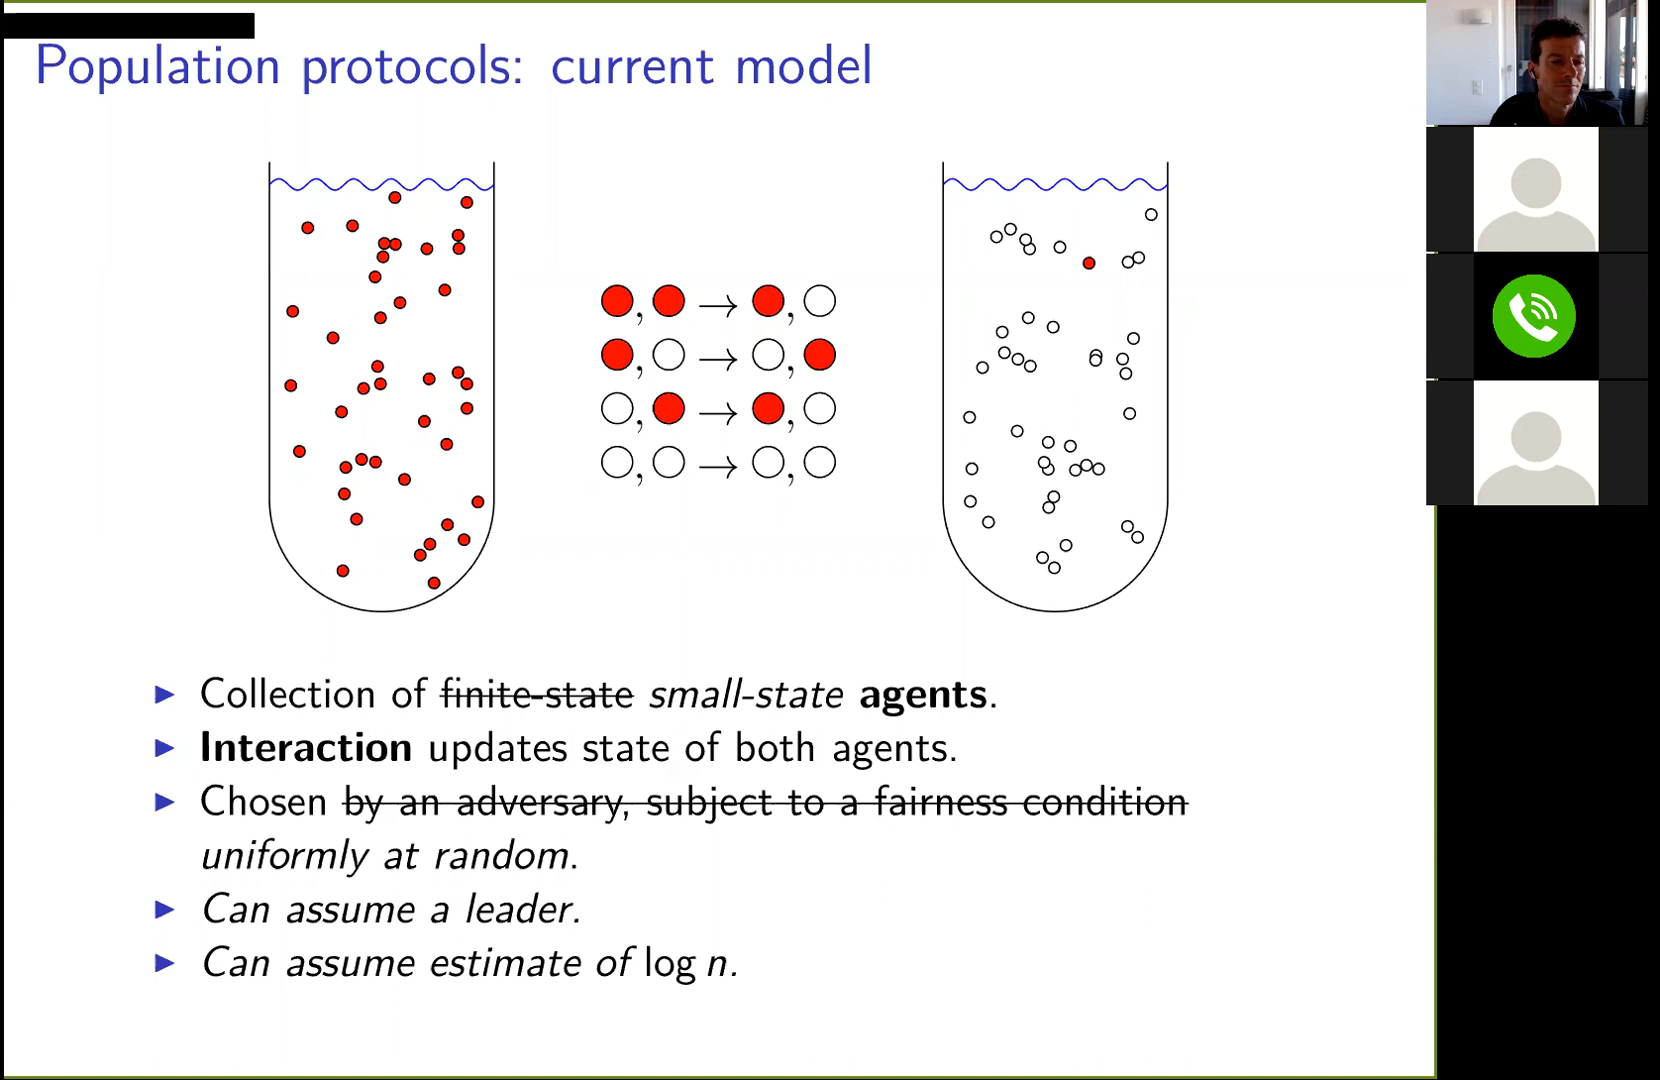 Population protocols: current model
, → ,
, → ,
, → ,
, → ,
Collection of finite-state small-state agents.
Interaction updates state of both agents.
Chosen by an adversary, subject to a fairness condition
uniformly at random.
Can assume a leader.
Can assume estimate of log n.